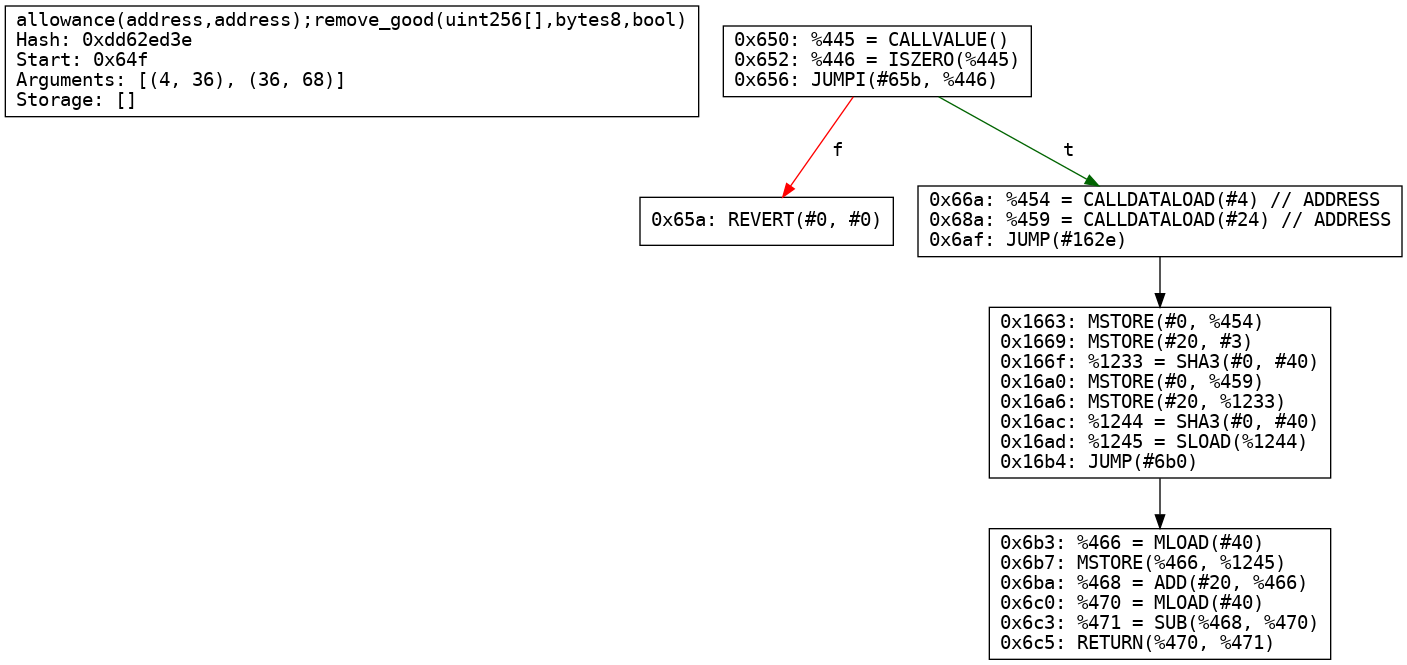 allowance(address,address);remove_good(uint256[],bytes8,bool)
Hash: 0xdd62ed3e
Start: 0x64f
Arguments: [(4, 36), (36, 68)]
Storage: []
0x650: %445 = CALLVALUE()
0x652: %446 = ISZERO(%445)
0x656: JUMPI(#65b, %446)
f
t
0x65a: REVERT(#0, #0)
0x66a: %454 = CALLDATALOAD(#4) // ADDRESS
0x68a: %459 = CALLDATALOAD(#24) // ADDRESS
0x6af: JUMP(#162e)
0x1663: MSTORE(#0, %454)
0x1669: MSTORE(#20, #3)
0x166f: %1233 = SHA3(#0, #40)
0x16a0: MSTORE(#0, %459)
0x16a6: MSTORE(#20, %1233)
0x16ac: %1244 = SHA3(#0, #40)
0x16ad: %1245 = SLOAD(%1244)
0x16b4: JUMP(#6b0)
0x6b3: %466 = MLOAD(#40)
0x6b7: MSTORE(%466, %1245)
0x6ba: %468 = ADD(#20, %466)
0x6c0: %470 = MLOAD(#40)
0x6c3: %471 = SUB(%468, %470)
0x6c5: RETURN(%470, %471)